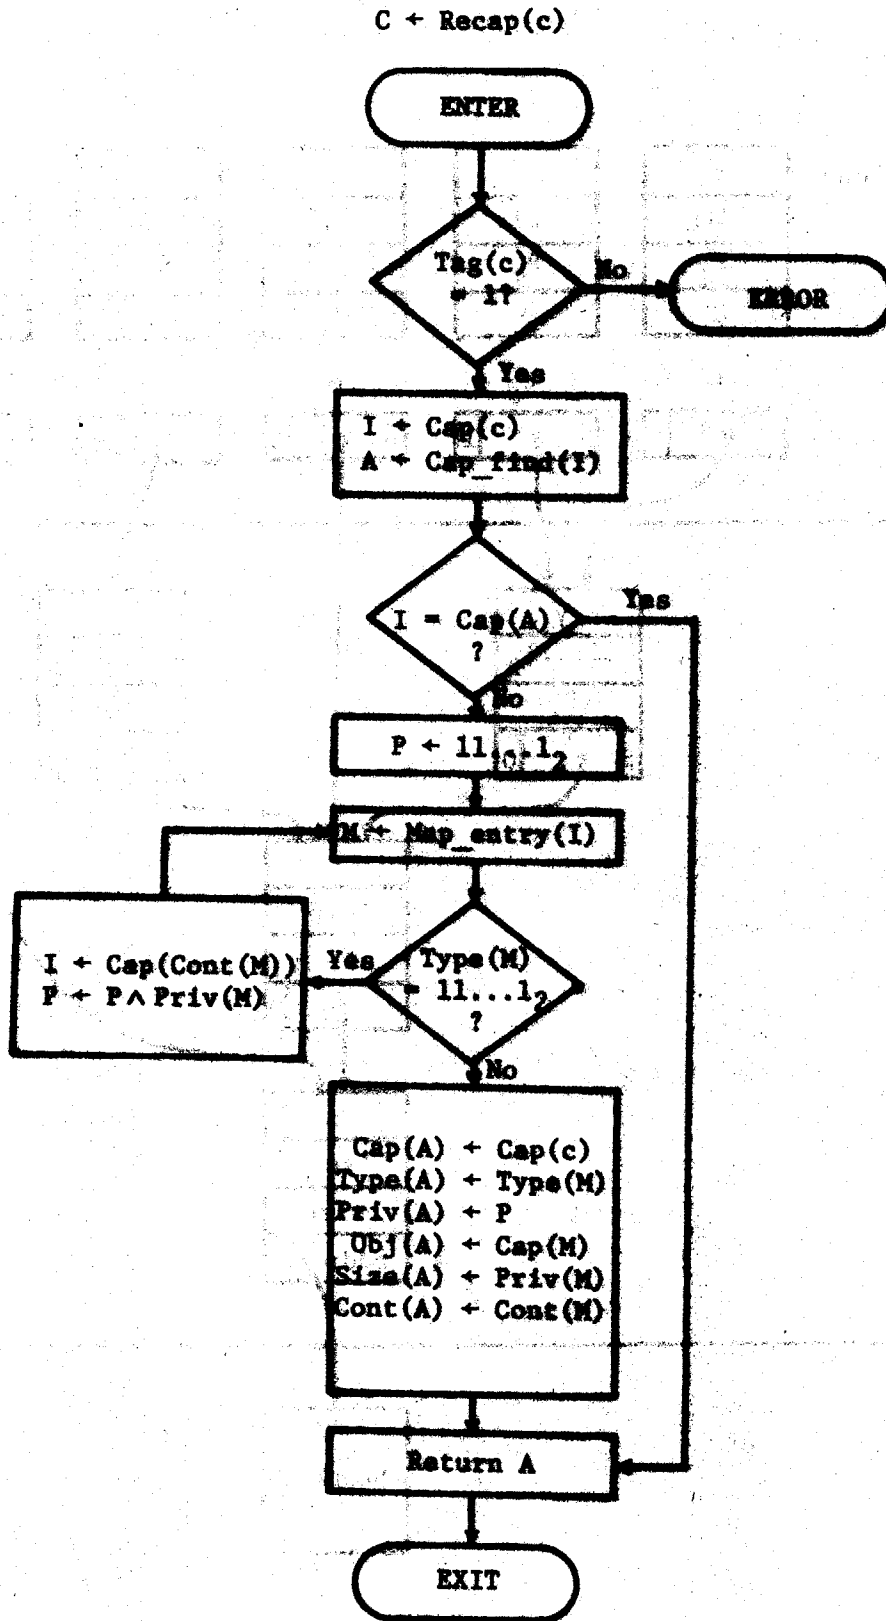 C ← Recap(c)
ENTER
Tag(c)
= 1?
No
ERROR
Yes
I ← Cap(c)
A ← Cap_find(I)
I = Cap(A)
?
Yes
No
P ← 11...1₂
M ← Map_entry(I)
I ← Cap(Cont(M))
P ← P ∧ Priv(M)
Yes
Type(M)
= 11...1₂
?
No
Cap(A) ← Cap(c)
Type(A) ← Type(M)
Priv(A) ← P
Obj(A) ← Cap(M)
Size(A) ← Priv(M)
Cont(A) ← Cont(M)
Return A
EXIT